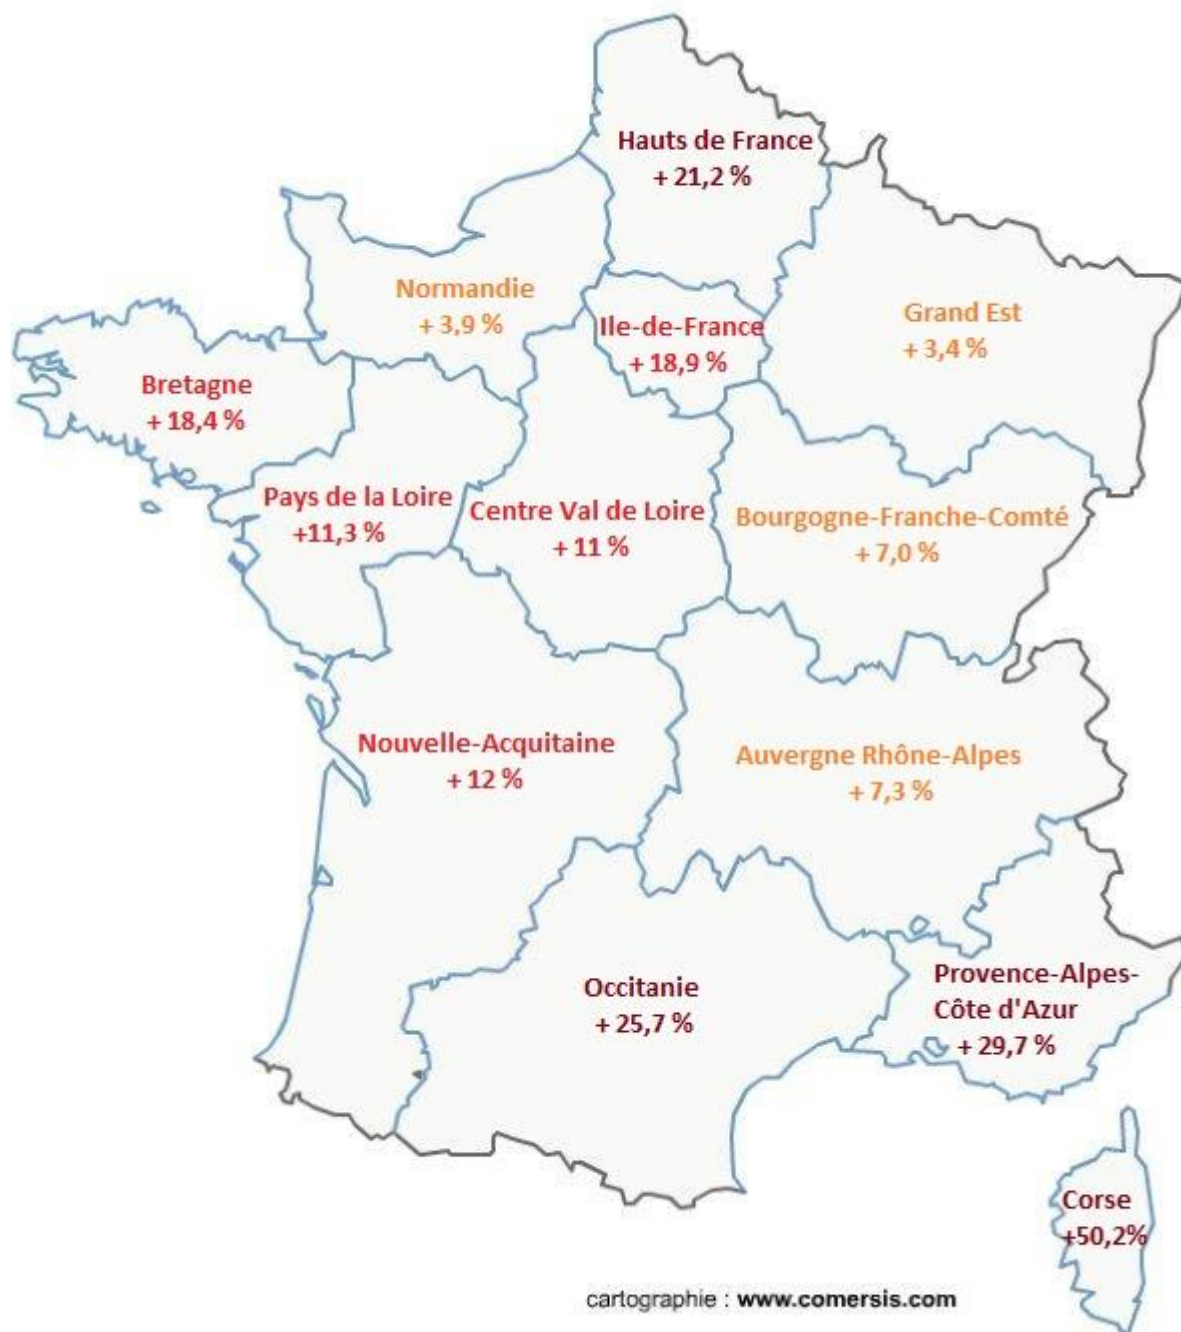 Hauts de France
+ 21,2 %
Normandie
+ 3,9 %
Ile-de-France
+ 18,9 %
Grand Est
+ 3,4 %
Bretagne
+ 18,4 %
Pays de la Loire
+11,3 %
Centre Val de Loire
+ 11 %
Bourgogne-Franche-Comté
+ 7,0 %
Nouvelle-Acquitaine
+ 12 %
Auvergne Rhône-Alpes
+ 7,3 %
Occitanie
+ 25,7 %
Provence-Alpes-
Côte d'Azur
+ 29,7 %
Corse
+50,2%
cartographie : www.comersis.com